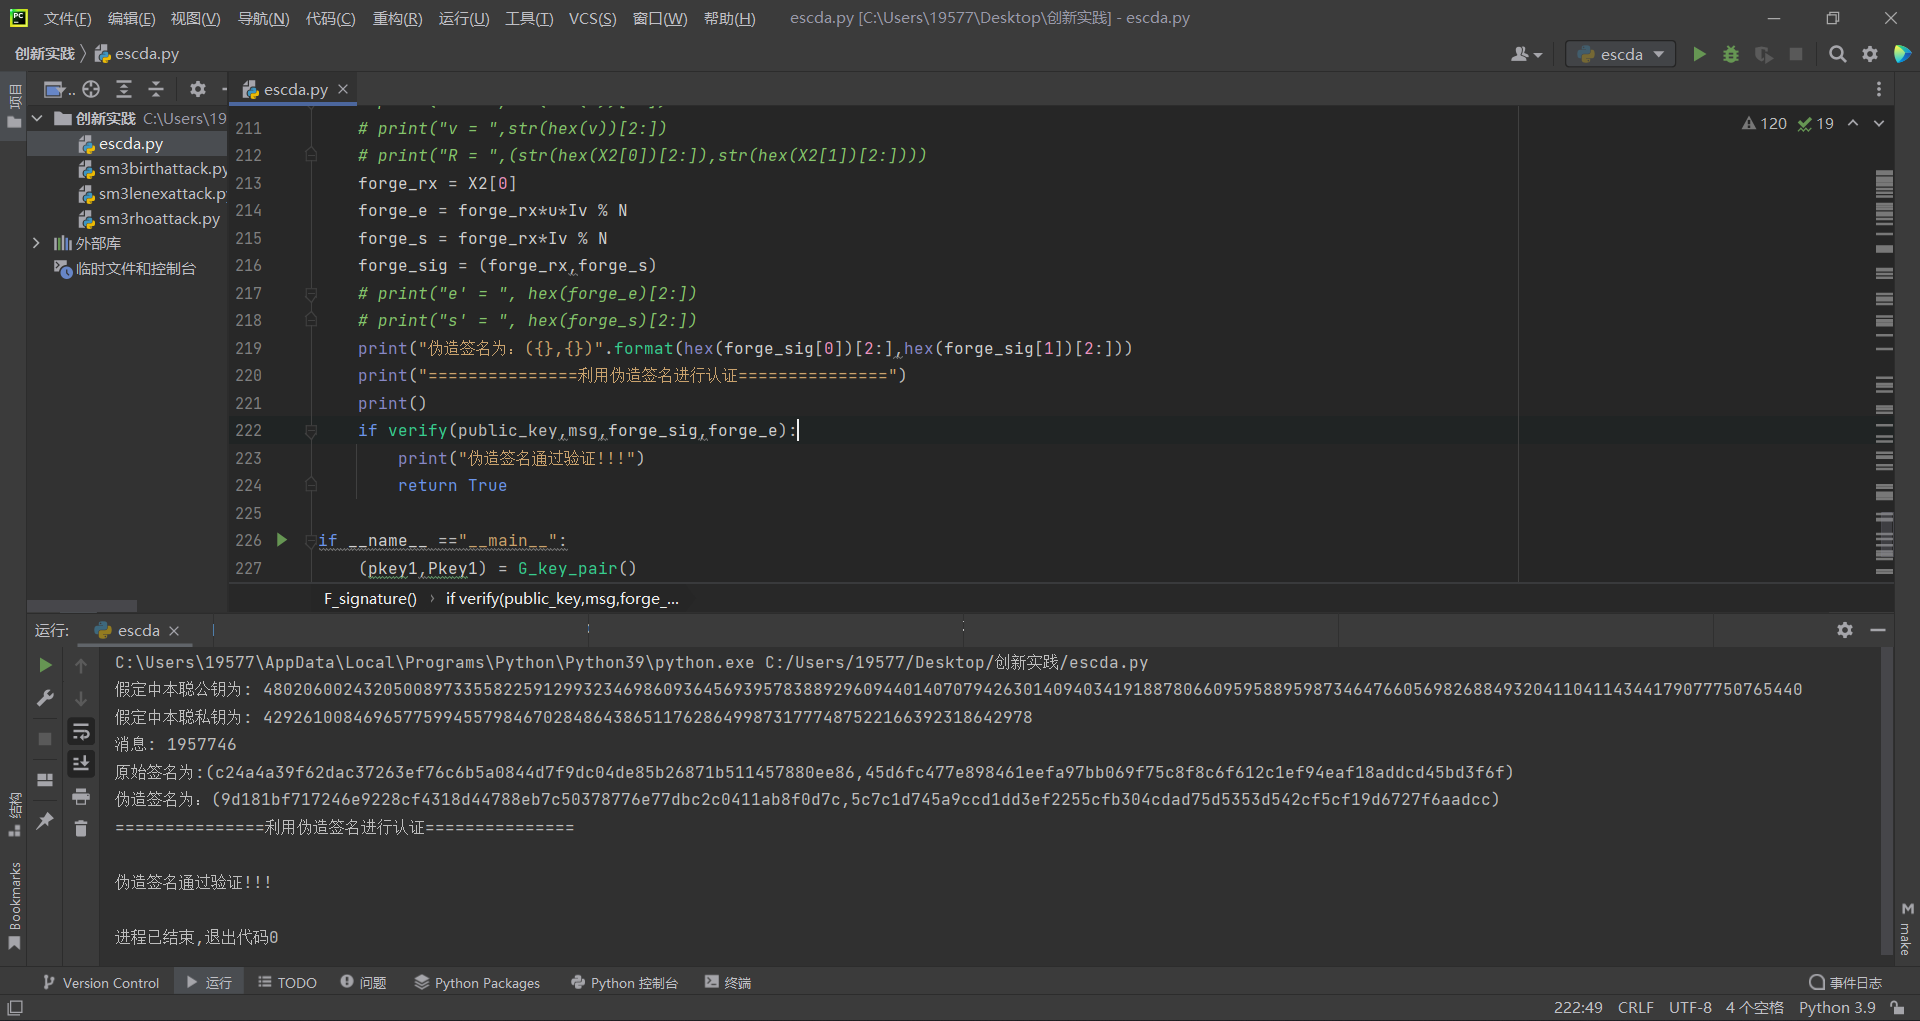 文件(F) 编辑(E) 视图(V) 导航(N) 代码(C) 重构(R) 运行(U) 工具(T) VCS(S) 窗口(W) 帮助(H) escda.py [C:\Users\19577\Desktop\创新实践] - escda.py
创新实践 escda.py escda
项目
escda.py
创新实践 C:\Users\19
escda.py
sm3birthattack.py
sm3lenexattack.py
sm3rhoattack.py
外部库
临时文件和控制台
120 19
211 # print("v = ",str(hex(v))[2:])
212 # print("R = ",(str(hex(X2[0])[2:]),str(hex(X2[1])[2:])))
213 forge_rx = X2[0]
214 forge_e = forge_rx*u*Iv % N
215 forge_s = forge_rx*Iv % N
216 forge_sig = (forge_rx,forge_s)
217 # print("e' = ", hex(forge_e)[2:])
218 # print("s' = ", hex(forge_s)[2:])
219 print("伪造签名为：({},{})".format(hex(forge_sig[0])[2:],hex(forge_sig[1])[2:]))
220 print("===============利用伪造签名进行认证===============")
221 print()
222 if verify(public_key,msg,forge_sig,forge_e):
223 print("伪造签名通过验证!!!")
224 return True
225
226 if __name__ =="__main__":
227 (pkey1,Pkey1) = G_key_pair()
F_signature() › if verify(public_key,msg,forge_...
运行: escda
C:\Users\19577\AppData\Local\Programs\Python\Python39\python.exe C:/Users/19577/Desktop/创新实践/escda.py
假定中本聪公钥为: 4802060024320500897335582259129932346986093645693957838892960944014070794263014094034191887806609595889598734647660569826884932041104114344179077750765440
假定中本聪私钥为: 42926100846965775994557984670284864386511762864998731777487522166392318642978
消息: 1957746
原始签名为:(c24a4a39f62dac37263ef76c6b5a0844d7f9dc04de85b26871b511457880ee86,45d6fc477e898461eefa97bb069f75c8f8c6f612c1ef94eaf18addcd45bd3f6f)
伪造签名为：(9d181bf717246e9228cf4318d44788eb7c50378776e77dbc2c0411ab8f0d7c,5c7c1d745a9ccd1dd3ef2255cfb304cdad75d5353d542cf5cf19d6727f6aadcc)
===============利用伪造签名进行认证===============
伪造签名通过验证!!!
进程已结束,退出代码0
结构
Bookmarks
make
Version Control 运行 TODO 问题 Python Packages Python 控制台 终端 事件日志
222:49 CRLF UTF-8 4 个空格 Python 3.9